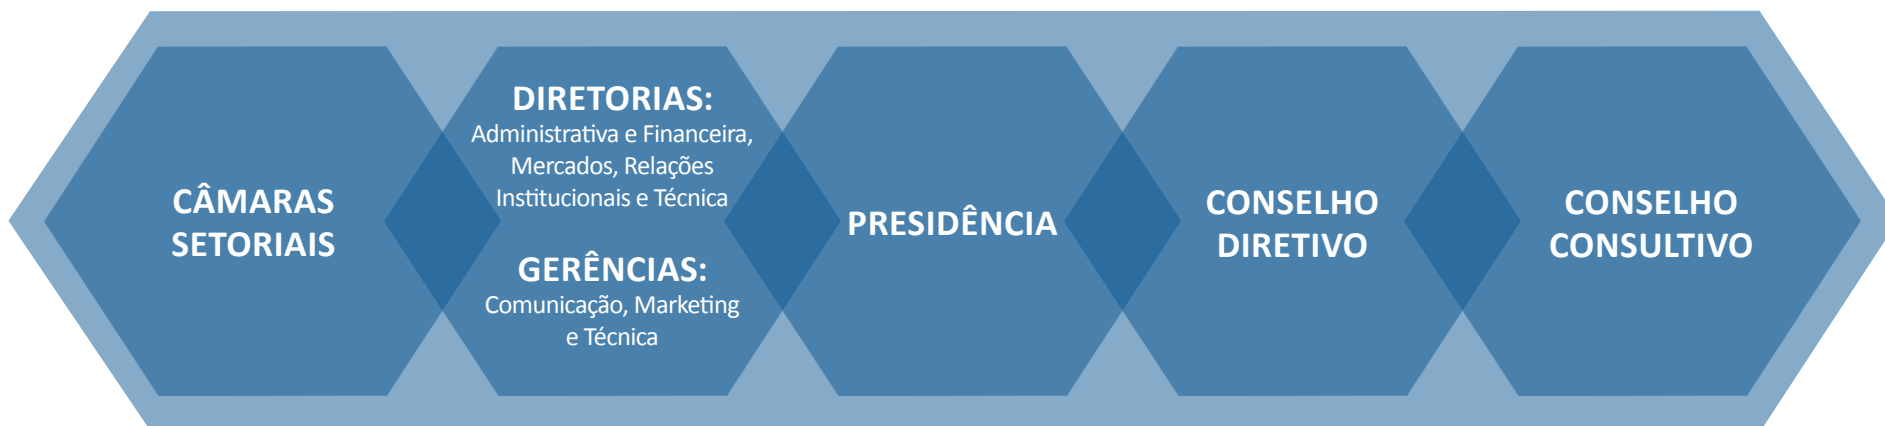 CÂMARAS
SETORIAIS
DIRETORIAS:
Administrativa e Financeira,
Mercados, Relações
Institucionais e Técnica
GERÊNCIAS:
Comunicação, Marketing
e Técnica
PRESIDÊNCIA
CONSELHO
DIRETIVO
CONSELHO
CONSULTIVO